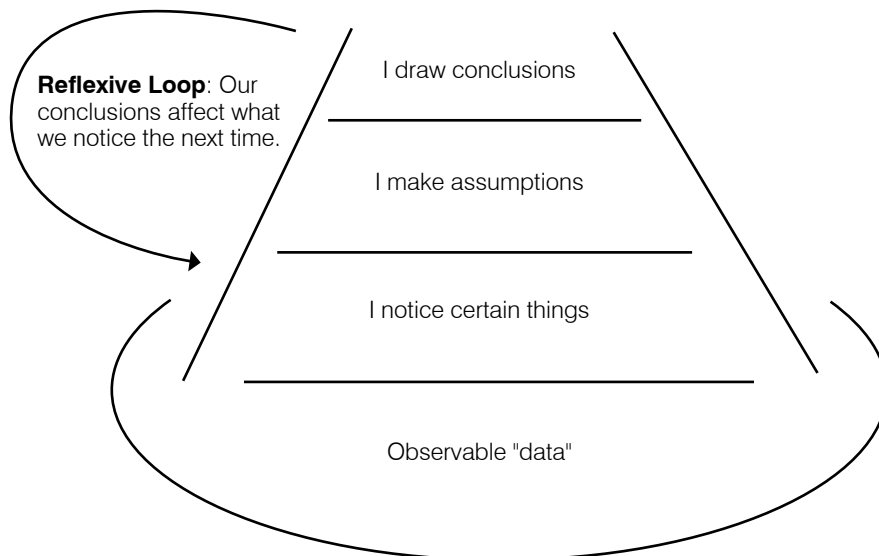 I draw conclusions
Reflexive Loop: Our
conclusions affect what
we notice the next time.
I make assumptions
I notice certain things
Observable "data"